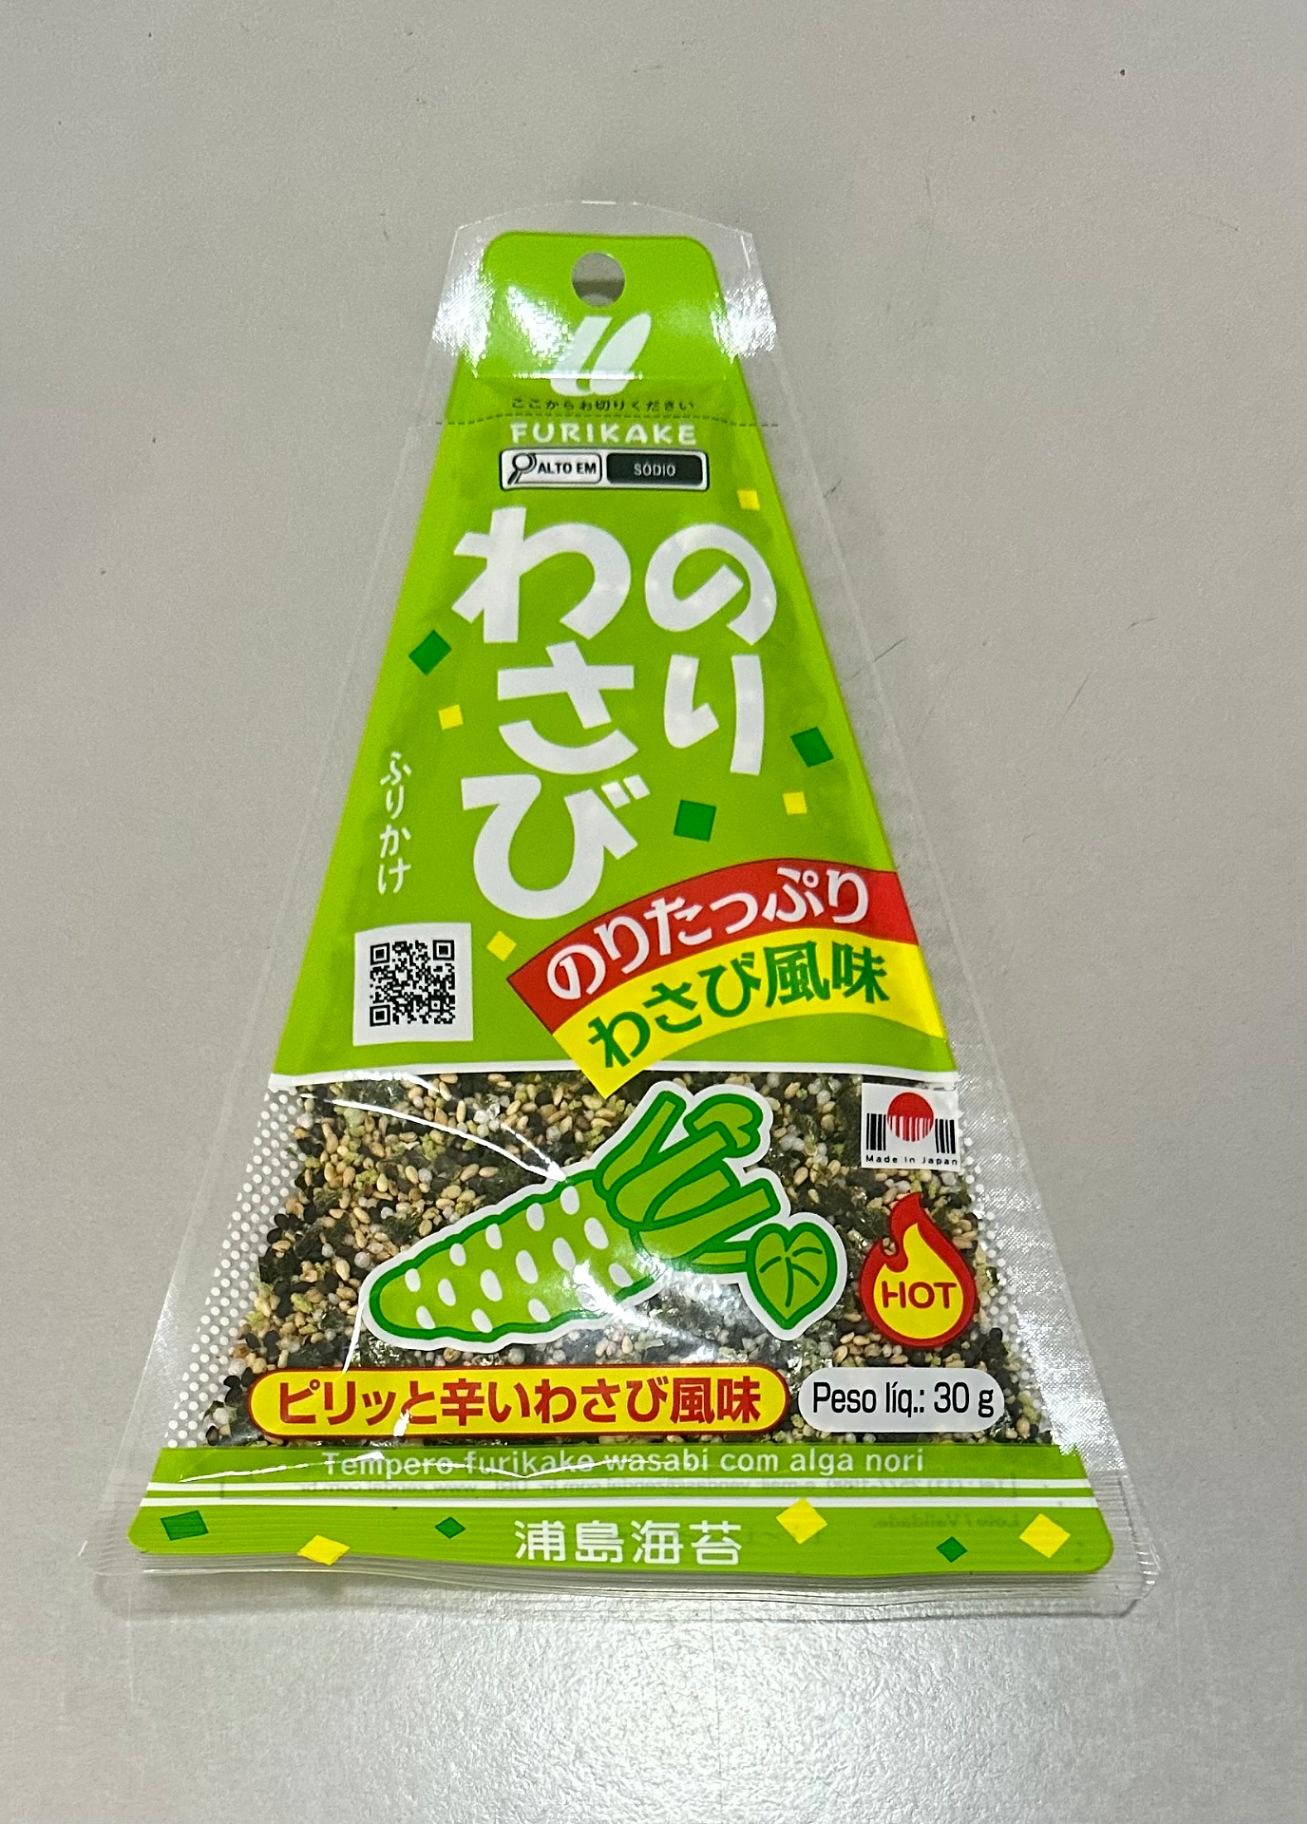 ここからお切りください
FURIKAKE
ALTO EM SÓDIO
のり
わさび
ふりかけ
のりたっぷり
わさび風味
Made in Japan
HOT
ピリッと辛いわさび風味
Peso líq.: 30 g
Tempero furikake wasabi com alga nori
浦島海苔